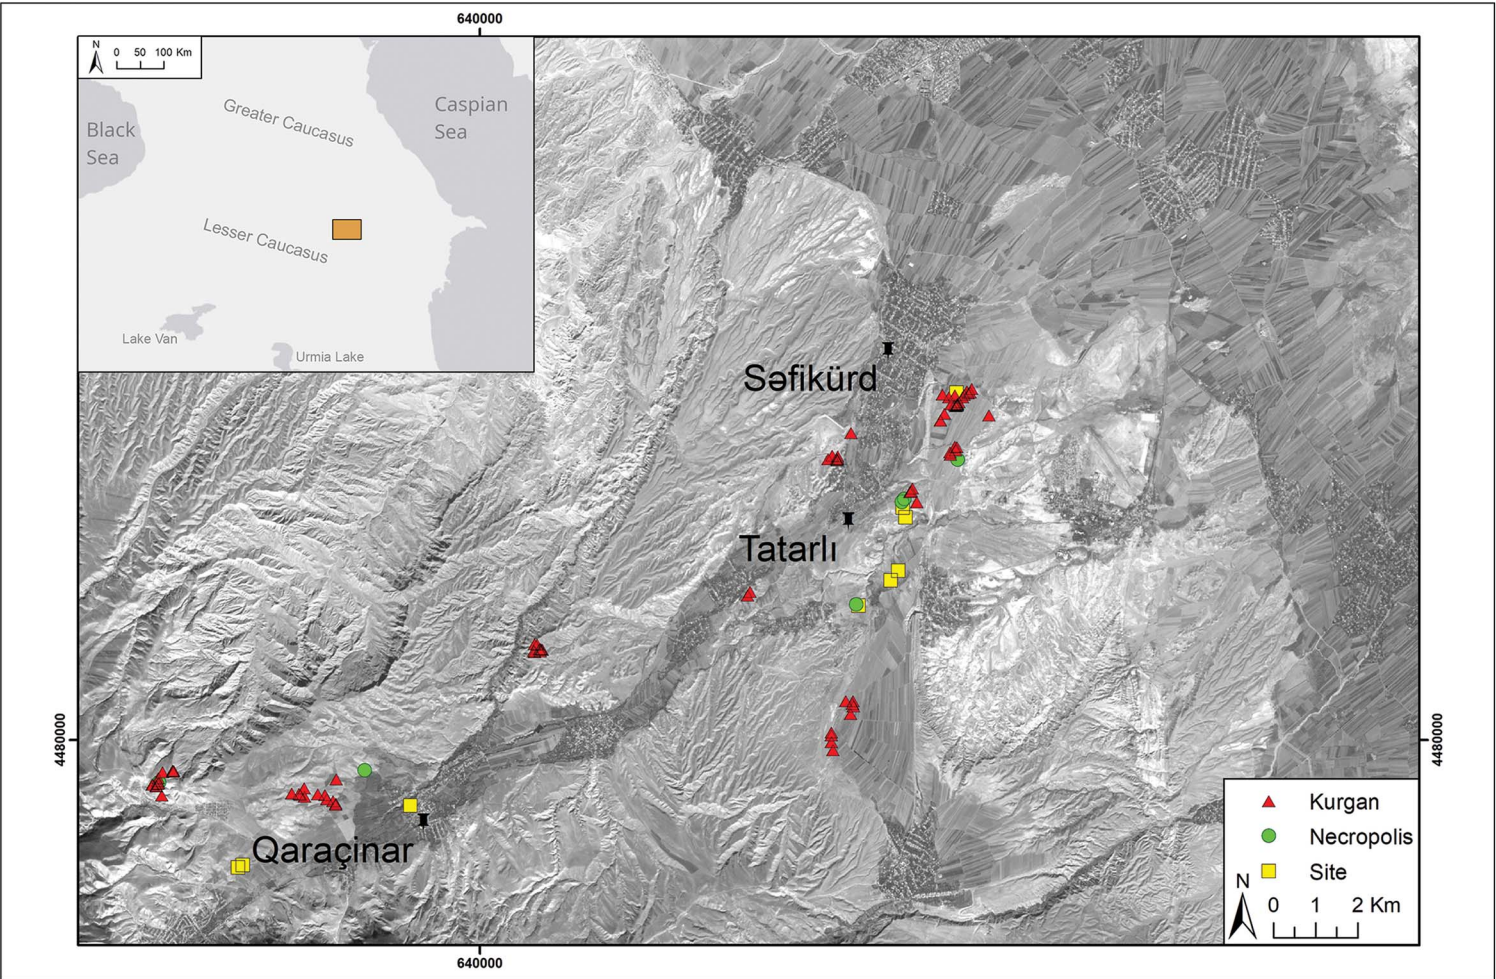 640000
N
0 50 100 Km
Greater Caucasus
Caspian
Sea
Black
Sea
Lesser Caucasus
Lake Van
Urmia Lake
Səfikürd
Tatarlı
Qaraçinar
4480000
4480000
Kurgan
Necropolis
Site
N
0 1 2 Km
640000